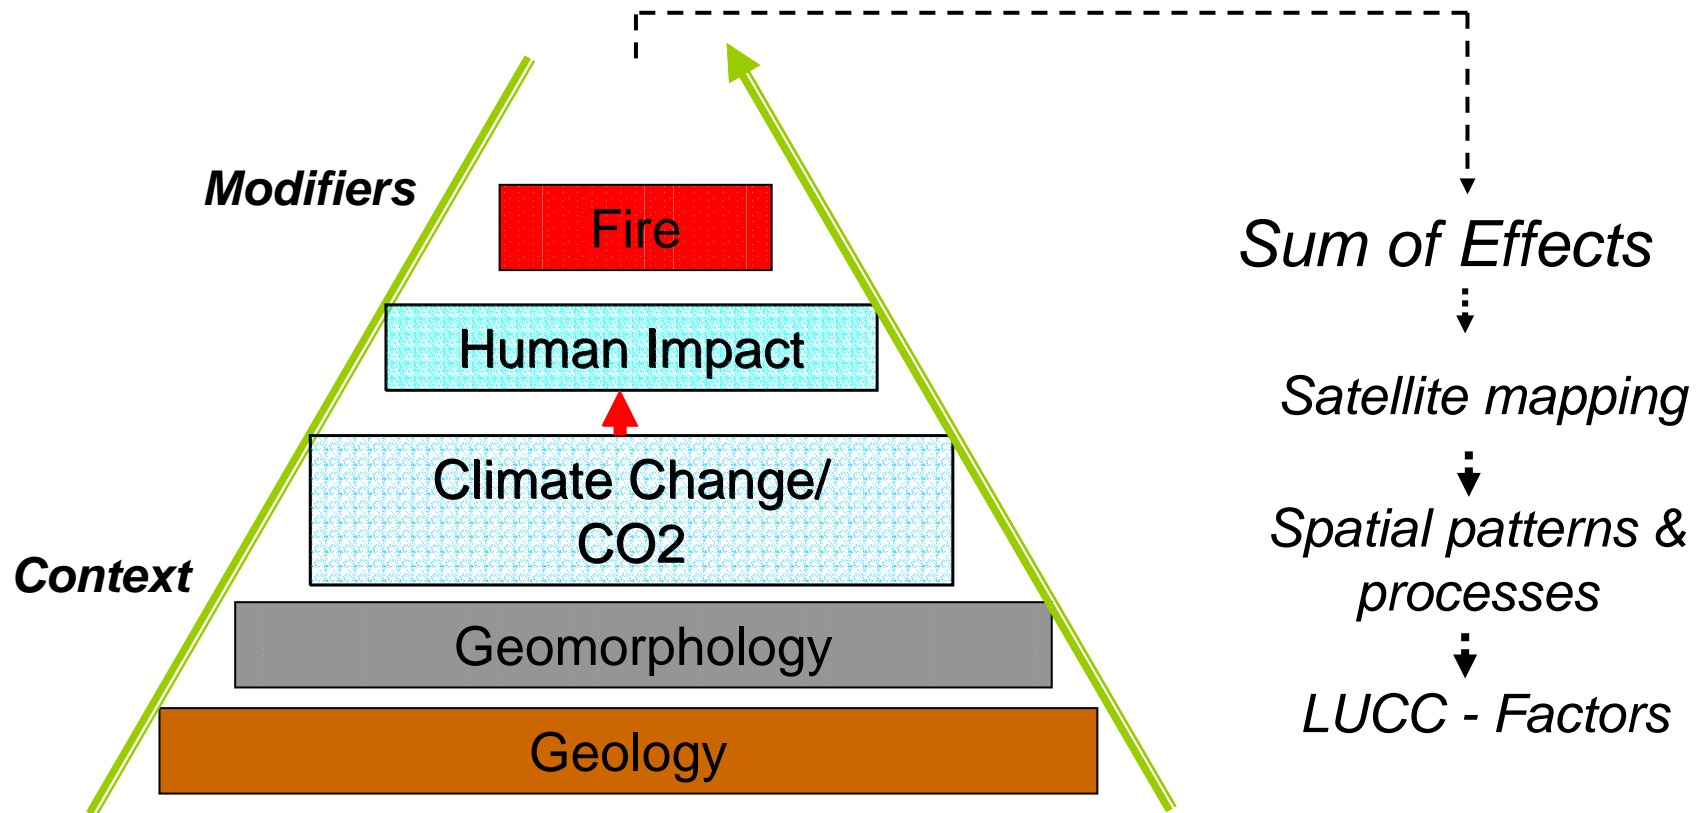 Modifiers
Fire
Human Impact
Climate Change/
CO2
Context
Geomorphology
Geology
Sum of Effects
Satellite mapping
Spatial patterns &
processes
LUCC - Factors